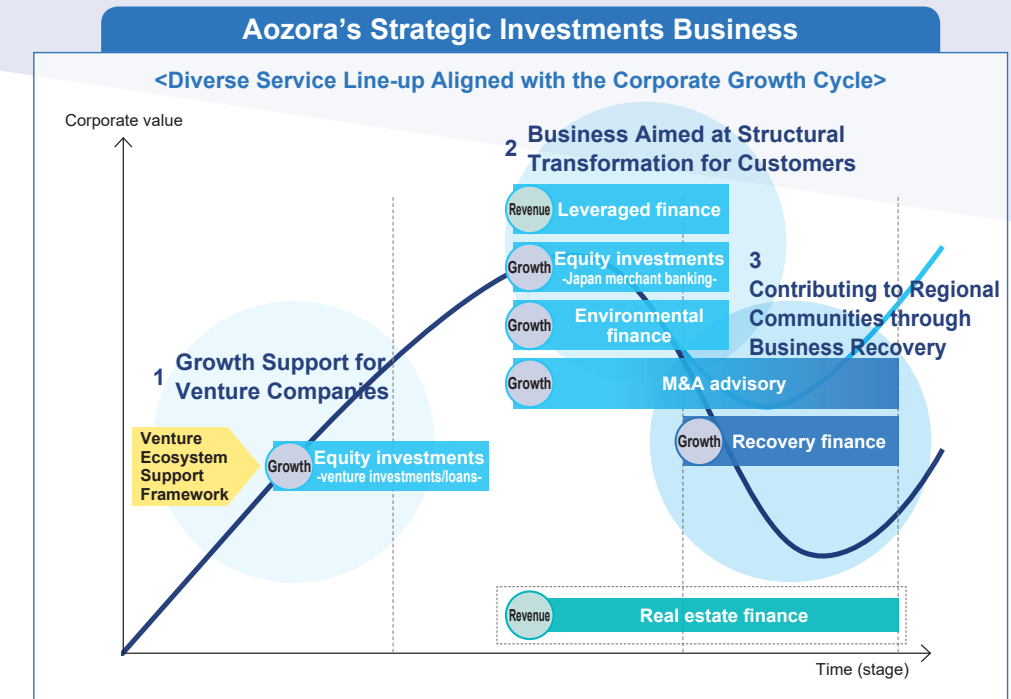 Aozora's Strategic Investments Business
<Diverse Service Line-up Aligned with the Corporate Growth Cycle>
Corporate value
2 Business Aimed at Structural
Transformation for Customers
Revenue Leveraged finance
Growth Equity investments
-Japan merchant banking-
Growth Environmental
finance
Growth M&A advisory
3
Contributing to Regional
Communities through
Business Recovery
Growth Recovery finance
1 Growth Support for
Venture Companies
Venture
Ecosystem
Support
Framework
Growth Equity investments
-venture investments/loans-
Revenue Real estate finance
Time (stage)